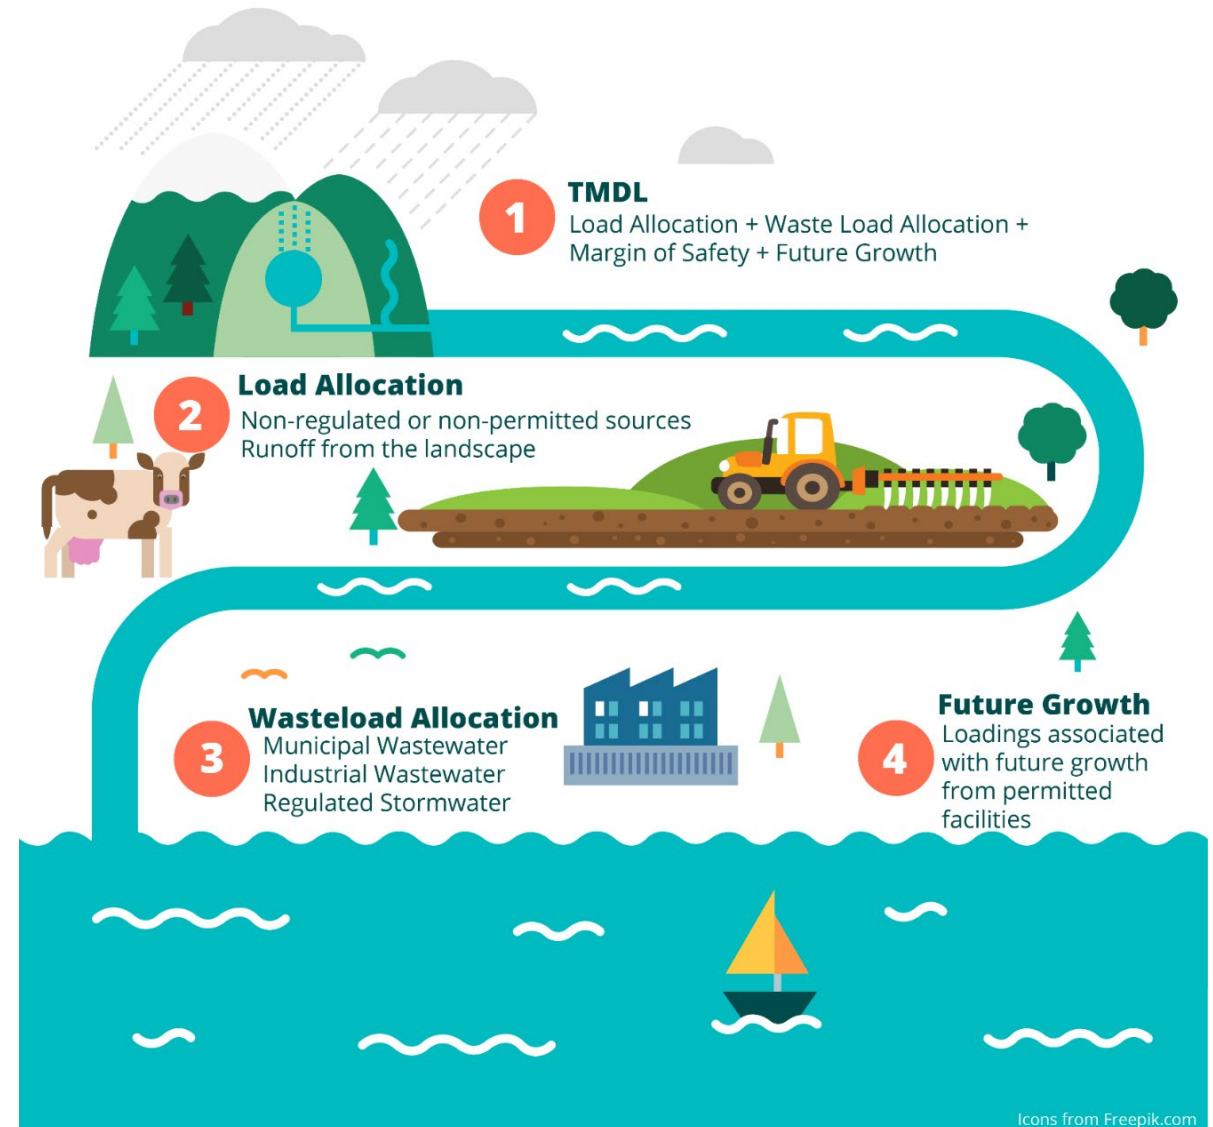 1
TMDL
Load Allocation + Waste Load Allocation +
Margin of Safety + Future Growth
2
Load Allocation
Non-regulated or non-permitted sources
Runoff from the landscape
3
Wasteload Allocation
Municipal Wastewater
Industrial Wastewater
Regulated Stormwater
4
Future Growth
Loadings associated
with future growth
from permitted
facilities
Icons from Freepik.com